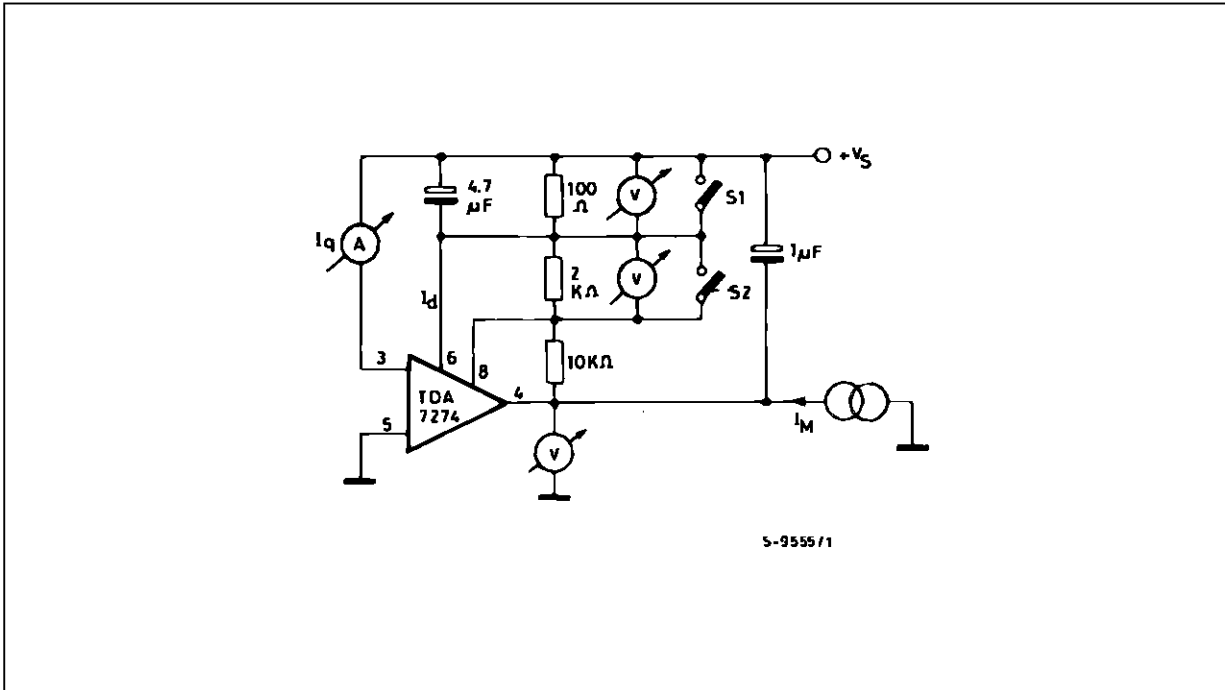 +VS
4.7
µF
100
Ω
V
S1
Iq
A
2
KΩ
V
S2
1µF
Id
3
6
8
10KΩ
TDA
7274
4
5
IM
V
S-9555/1